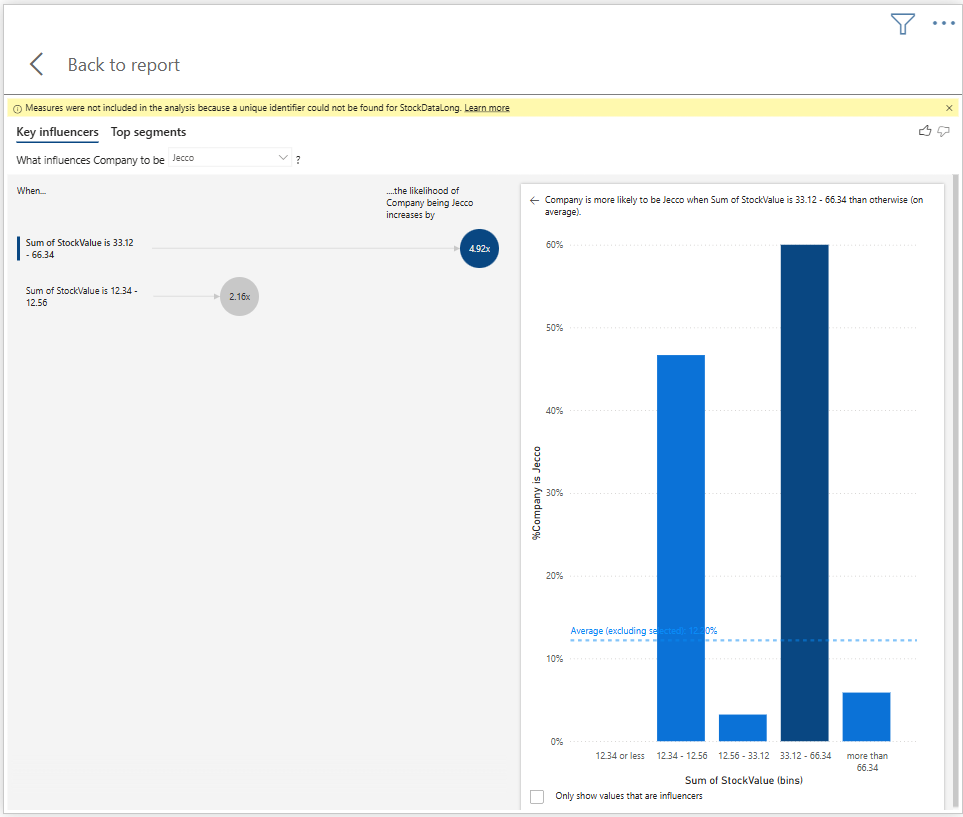 Back to report
Measures were not included in the analysis because a unique identifier could not be found for StockDataLong. Learn more
Key influencers Top segments
What influences Company to be Jecco ?
When...
....the likelihood of
Company being Jecco
increases by
Sum of StockValue is 33.12
- 66.34
4.92x
Sum of StockValue is 12.34 -
12.56
2.16x
Company is more likely to be Jecco when Sum of StockValue is 33.12 - 66.34 than otherwise (on
average).
60%
50%
40%
30%
20%
10%
0%
%Company is Jecco
Average (excluding selected):
12.34 or less 12.34 - 12.56 12.56 - 33.12 33.12 - 66.34 more than
66.34
Sum of StockValue (bins)
Only show values that are influencers